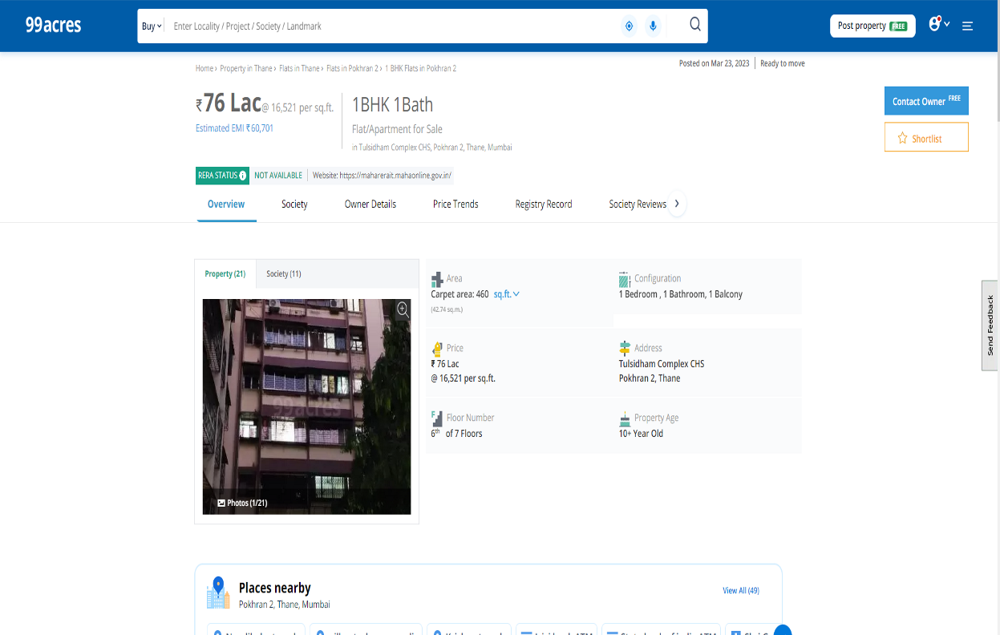 99acres
Buy
Enter Locality / Project / Society / Landmark
Post property FREE
Home › Property in Thane › Flats in Thane › Flats in Pokhran 2 › 1 BHK Flats in Pokhran 2
Posted on Mar 23, 2023
Ready to move
₹76 Lac @ 16,521 per sq.ft.
Estimated EMI ₹60,701
1BHK 1Bath
Flat/Apartment for Sale
in Tulsidham Complex CHS, Pokhran 2, Thane, Mumbai
Contact Owner FREE
Shortlist
RERA STATUS NOT AVAILABLE Website: https://maharerait.mahaonline.gov.in/
Overview Society Owner Details Price Trends Registry Record Society Reviews
Property (21) Society (11)
99acres
Photos (1/21)
Area
Carpet area: 460 sq.ft.
(42.74 sq.m.)
Configuration
1 Bedroom , 1 Bathroom, 1 Balcony
Price
₹ 76 Lac
@ 16,521 per sq.ft.
Address
Tulsidham Complex CHS
Pokhran 2, Thane
Floor Number
6th of 7 Floors
Property Age
10+ Year Old
Send Feedback
Places nearby
Pokhran 2, Thane, Mumbai
View All (49)